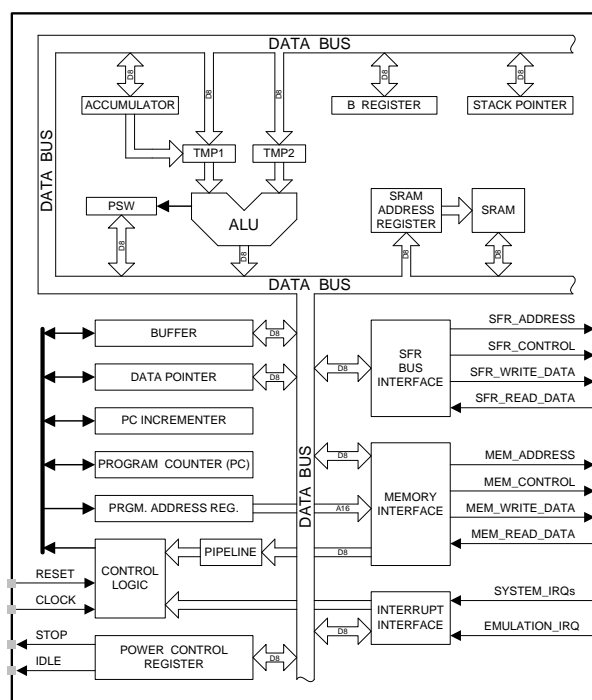 DATA BUS
DATA BUS
D8
D8
D8
D8
D8
ACCUMULATOR
B REGISTER
STACK POINTER
TMP1
TMP2
PSW
ALU
SRAM
ADDRESS
REGISTER
SRAM
D8
D8
D8
D8
DATA BUS
BUFFER
D8
DATA POINTER
D8
PC INCREMENTER
PROGRAM COUNTER (PC)
PRGM. ADDRESS REG.
A16
DATA BUS
D8
SFR
BUS
INTERFACE
SFR_ADDRESS
SFR_CONTROL
SFR_WRITE_DATA
SFR_READ_DATA
D8
MEMORY
INTERFACE
MEM_ADDRESS
MEM_CONTROL
MEM_WRITE_DATA
MEM_READ_DATA
CONTROL
LOGIC
PIPELINE
D8
RESET
CLOCK
INTERRUPT
INTERFACE
D8
SYSTEM_IRQs
EMULATION_IRQ
STOP
IDLE
POWER CONTROL
REGISTER
D8